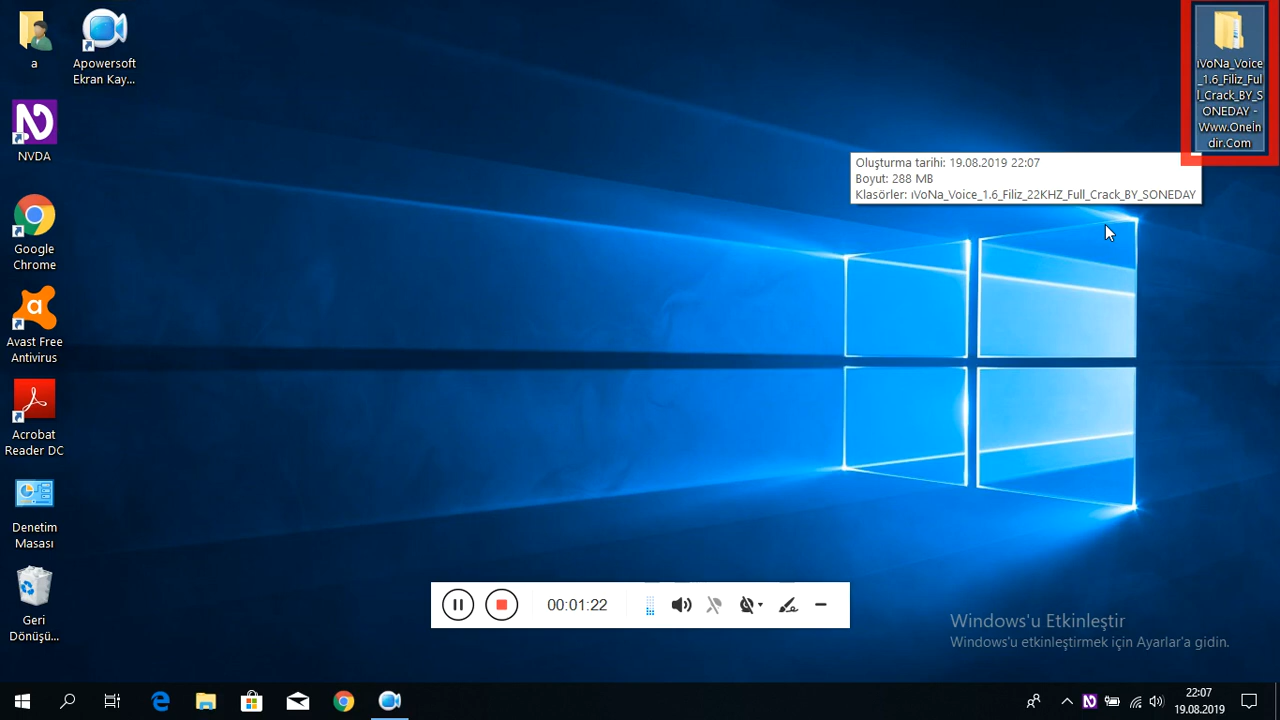 a
Apowersoft
Ekran Kay...
NVDA
Google
Chrome
Avast Free
Antivirus
Acrobat
Reader DC
Denetim
Masası
Geri
Dönüşü...
iVoNa_Voice
_1.6_Filiz_Ful
l_Crack_BY_S
ONEDAY -
Www.OneIn
dir.Com
Oluşturma tarihi: 19.08.2019 22:07
Boyut: 288 MB
Klasörler: iVoNa_Voice_1.6_Filiz_22KHZ_Full_Crack_BY_SONEDAY
00:01:22
Windows'u Etkinleştir
Windows'u etkinleştirmek için Ayarlar'a gidin.
22:07
19.08.2019